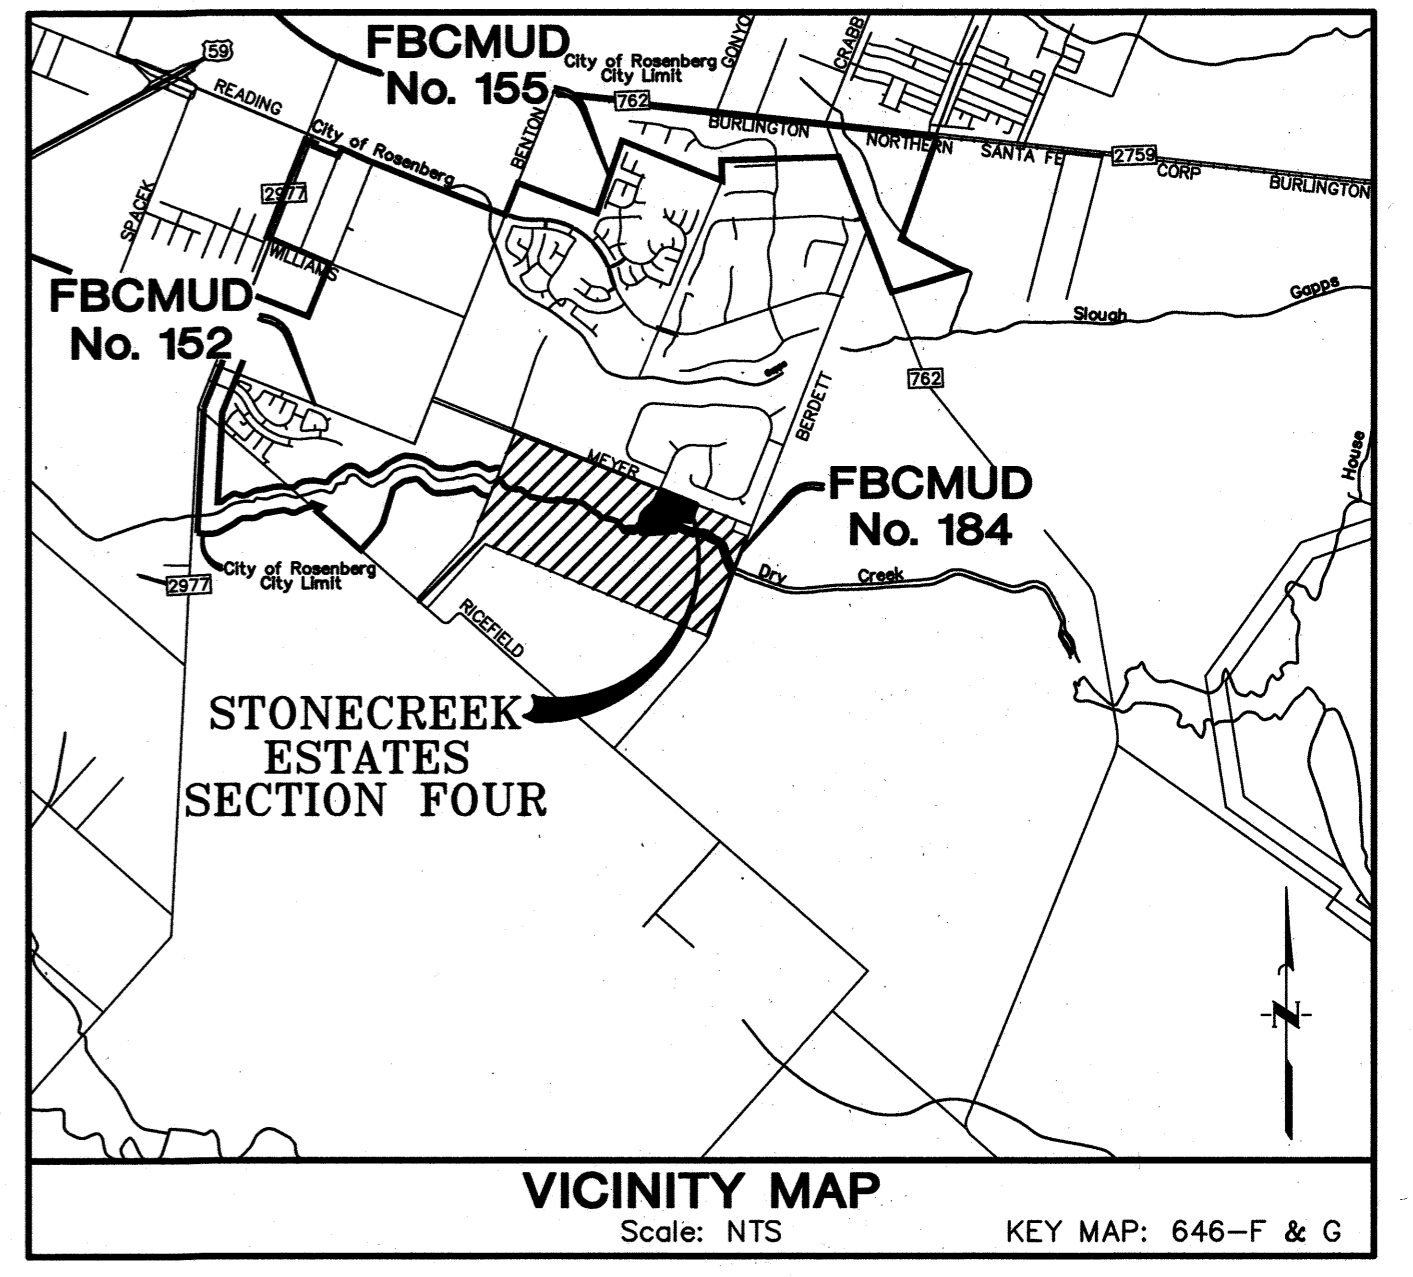 FBCMUD
No. 155
City of Rosenberg
City Limit
GONYO
CRABB
59
READING
762
BURLINGTON
NORTHERN
SANTA FE
2759
CORP
BURLINGTON
City of Rosenberg
BENTON
2977
SPACEK
WILLIAMS
FBCMUD
No. 152
Gapps
Slough
762
BERDETT
House
MEYER
FBCMUD
No. 184
City of Rosenberg
City Limit
2977
Dry
Creek
RICEFIELD
STONECREEK
ESTATES
SECTION FOUR
N
VICINITY MAP
Scale: NTS
KEY MAP: 646-F & G